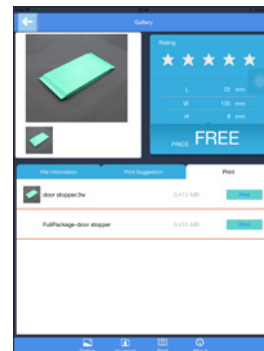 Gallery
Rating
L 72 mm
W 135 mm
H 8 mm
PRICE FREE
File Information
Print Suggestion
Print
door stopper.3w
0.413 MB
Print
FullPackage-door stopper
0.413 MB
Print